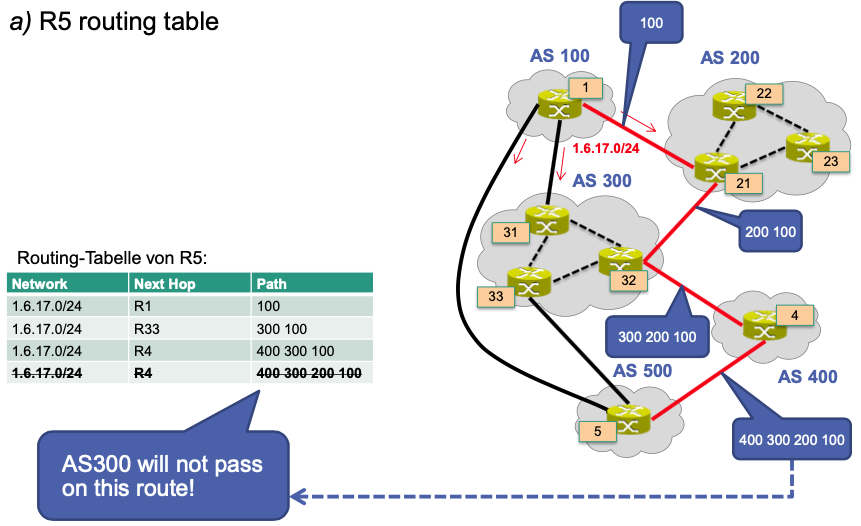 a) R5 routing table
100
AS 100
AS 200
1
22
1.6.17.0/24
23
21
AS 300
31
200 100
32
33
300 200 100
4
AS 400
AS 500
5
400 300 200 100
Routing-Tabelle von R5:
Network Next Hop Path
1.6.17.0/24 R1 100
1.6.17.0/24 R33 300 100
1.6.17.0/24 R4 400 300 100
1.6.17.0/24 R4 400 300 200 100
AS300 will not pass
on this route!